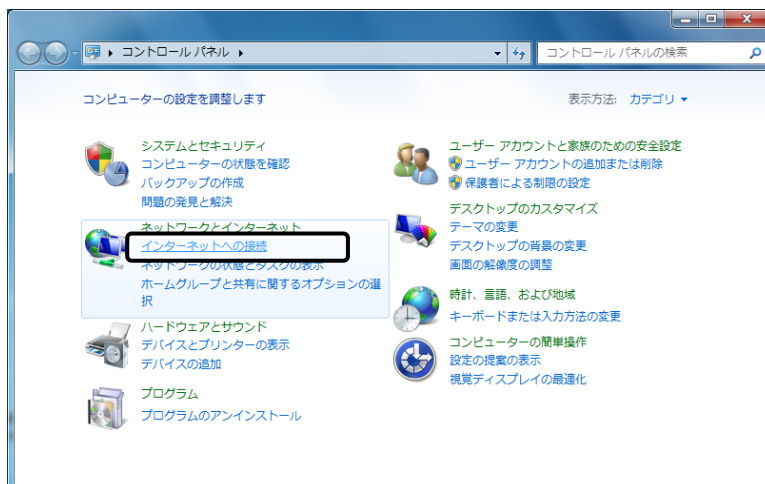 コントロール パネル
コントロール パネルの検索
コンピューターの設定を調整します
表示方法: カテゴリ
システムとセキュリティ
コンピューターの状態を確認
バックアップの作成
問題の発見と解決
ネットワークとインターネット
インターネットへの接続
ネットワークの状態とタスクの表示
ホームグループと共有に関するオプションの選
択
ハードウェアとサウンド
デバイスとプリンターの表示
デバイスの追加
プログラム
プログラムのアンインストール
ユーザー アカウントと家族のための安全設定
ユーザー アカウントの追加または削除
保護者による制限の設定
デスクトップのカスタマイズ
テーマの変更
デスクトップの背景の変更
画面の解像度の調整
時計、言語、および地域
キーボードまたは入力方法の変更
コンピューターの簡単操作
設定の提案の表示
視覚ディスプレイの最適化